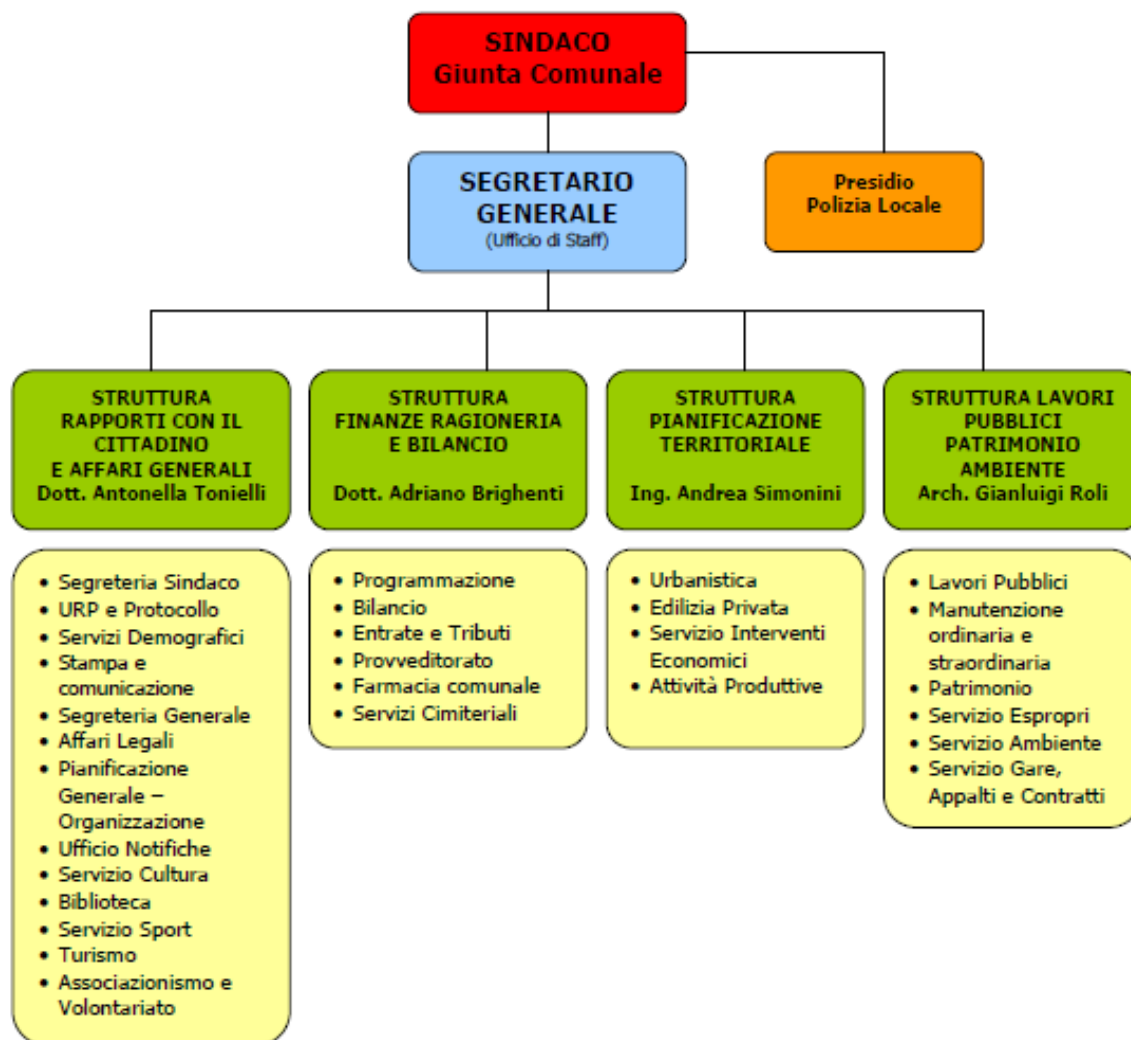 SINDACO
Giunta Comunale
SEGRETARIO
GENERALE
(Ufficio di Staff)
Presidio
Polizia Locale
STRUTTURA
RAPPORTI CON IL
CITTADINO
E AFFARI GENERALI
Dott. Antonella Tonielli
STRUTTURA
FINANZE RAGIONERIA
E BILANCIO
Dott. Adriano Brighenti
STRUTTURA
PIANIFICAZIONE
TERRITORIALE
Ing. Andrea Simonini
STRUTTURA LAVORI
PUBBLICI
PATRIMONIO
AMBIENTE
Arch. Gianluigi Roli
• Segreteria Sindaco
• URP e Protocollo
• Servizi Demografici
• Stampa e
comunicazione
• Segreteria Generale
• Affari Legali
• Pianificazione
Generale –
Organizzazione
• Ufficio Notifiche
• Servizio Cultura
• Biblioteca
• Servizio Sport
• Turismo
• Associazionismo e
Volontariato
• Programmazione
• Bilancio
• Entrate e Tributi
• Provveditorato
• Farmacia comunale
• Servizi Cimiteriali
• Urbanistica
• Edilizia Privata
• Servizio Interventi
Economici
• Attività Produttive
• Lavori Pubblici
• Manutenzione
ordinaria e
straordinaria
• Patrimonio
• Servizio Espropri
• Servizio Ambiente
• Servizio Gare,
Appalti e Contratti